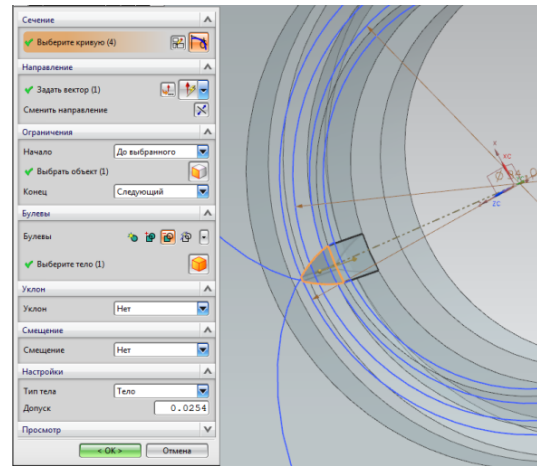 Сечение
Выберите кривую (4)
Направление
Задать вектор (1)
Сменить направление
Ограничения
Начало До выбранного
Выбрать объект (1)
Конец Следующий
Булевы
Булевы
Выберите тело (1)
Уклон
Уклон Нет
Смещение
Смещение Нет
Настройки
Тип тела Тело
Допуск 0.0254
Просмотр
< OK > Отмена
X
XC
ZC